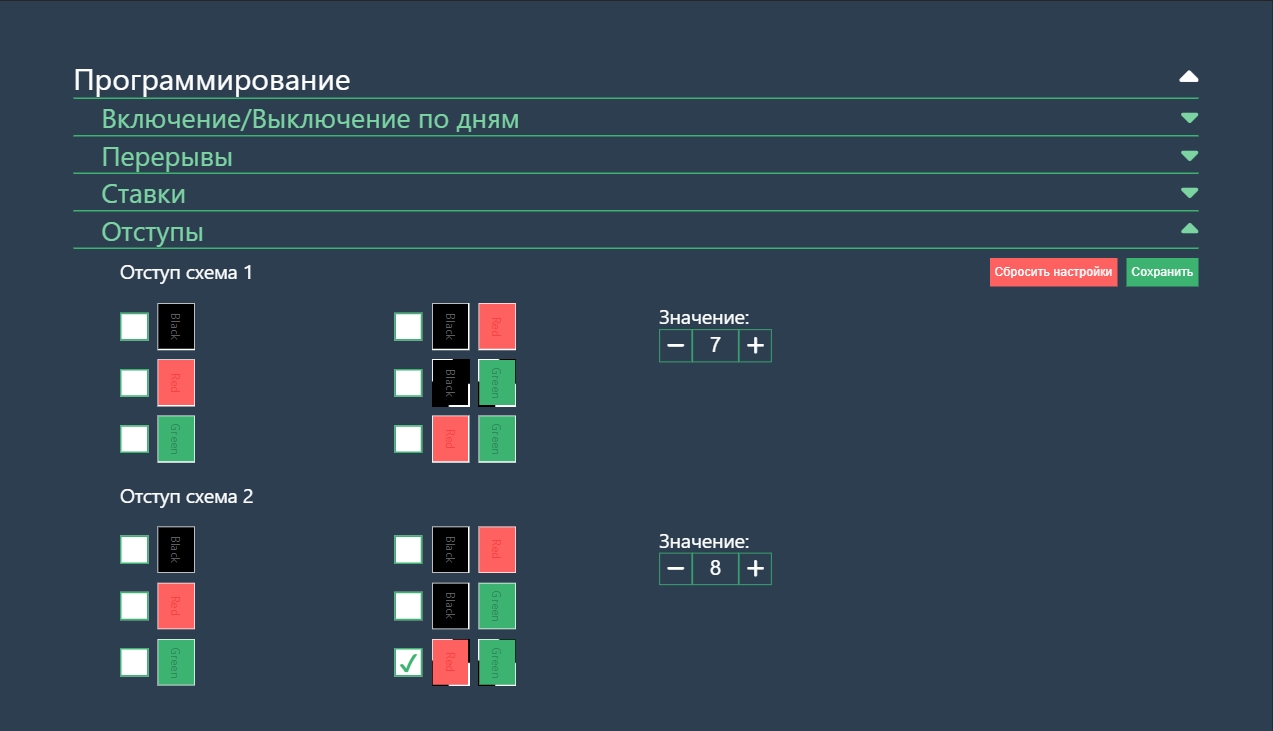 Программирование
Включение/Выключение по дням
Перерывы
Ставки
Отступы
Отступ схема 1
Сбросить настройки Сохранить
Black Black Red
Значение:
− 7 +
Red Black Green
Green Red Green
Отступ схема 2
Black Black Red
Значение:
− 8 +
Red Black Green
Green Red Green